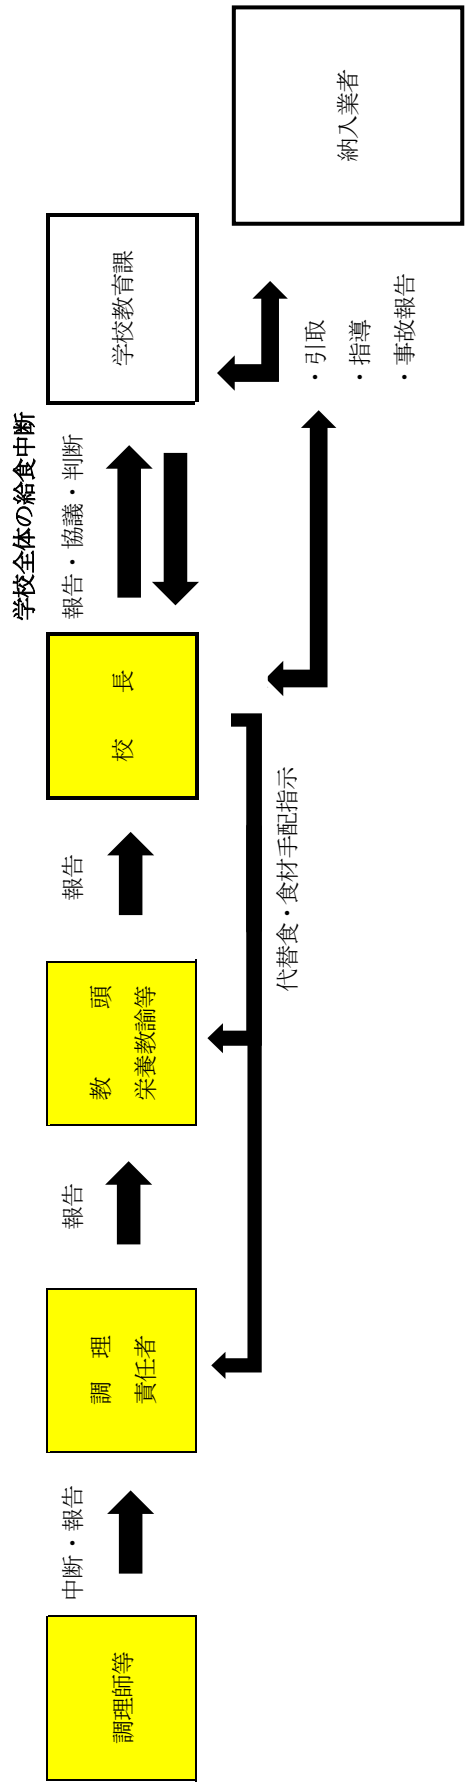 学校全体の給食中断
中断・報告
報告
報告
報告・協議・判断
調理師等
調　理
責任者
教　　頭
栄養教諭等
校　　長
学校教育課
代替食・食材手配指示
・引取
・指導
・事故報告
納入業者